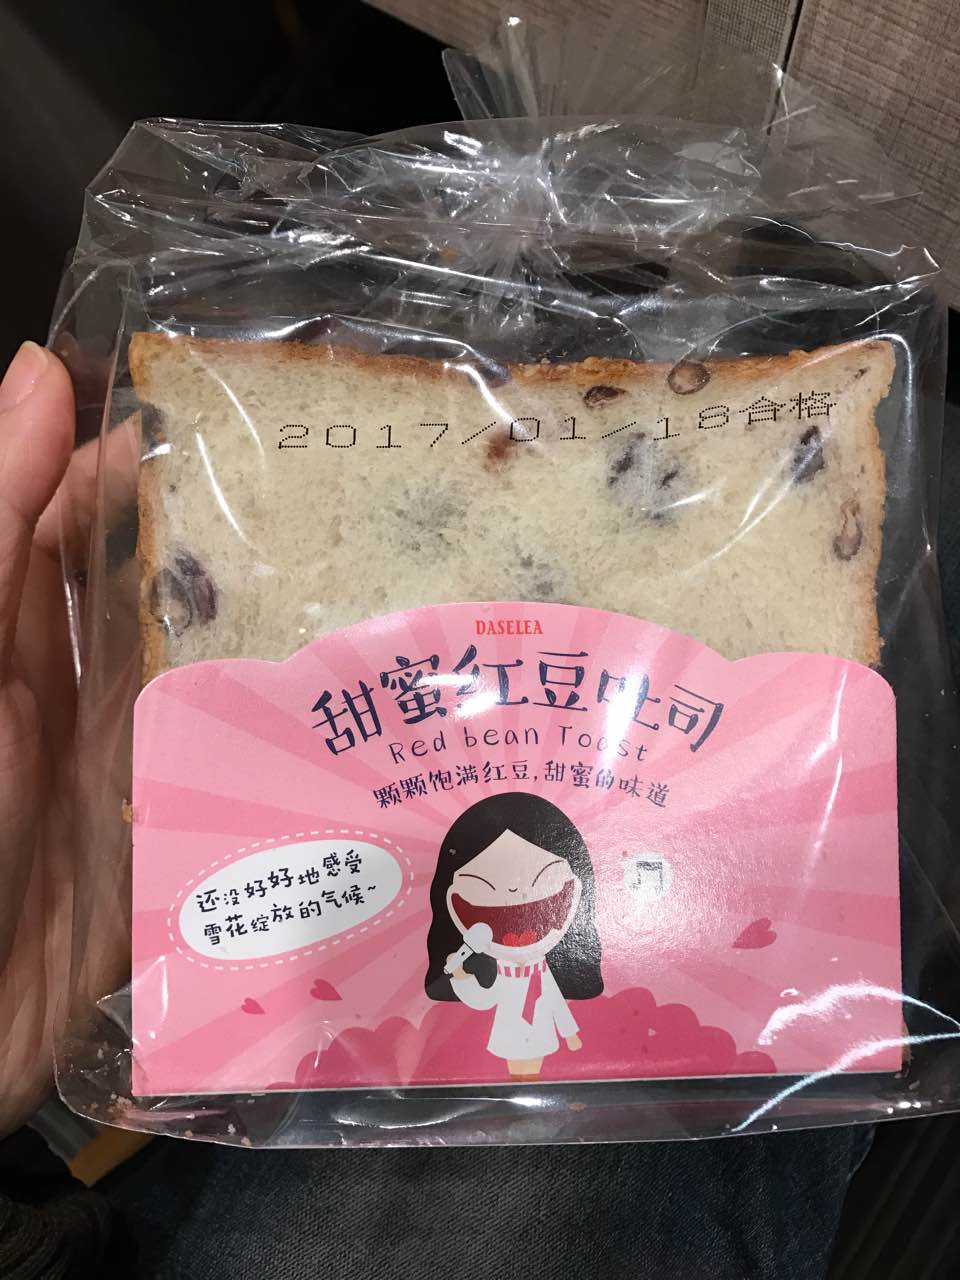 2017/01/18合格
DASELEA
甜蜜红豆吐司
Red bean Toast
颗颗饱满红豆,甜蜜的味道
还没好好地感受
雪花绽放的气候~